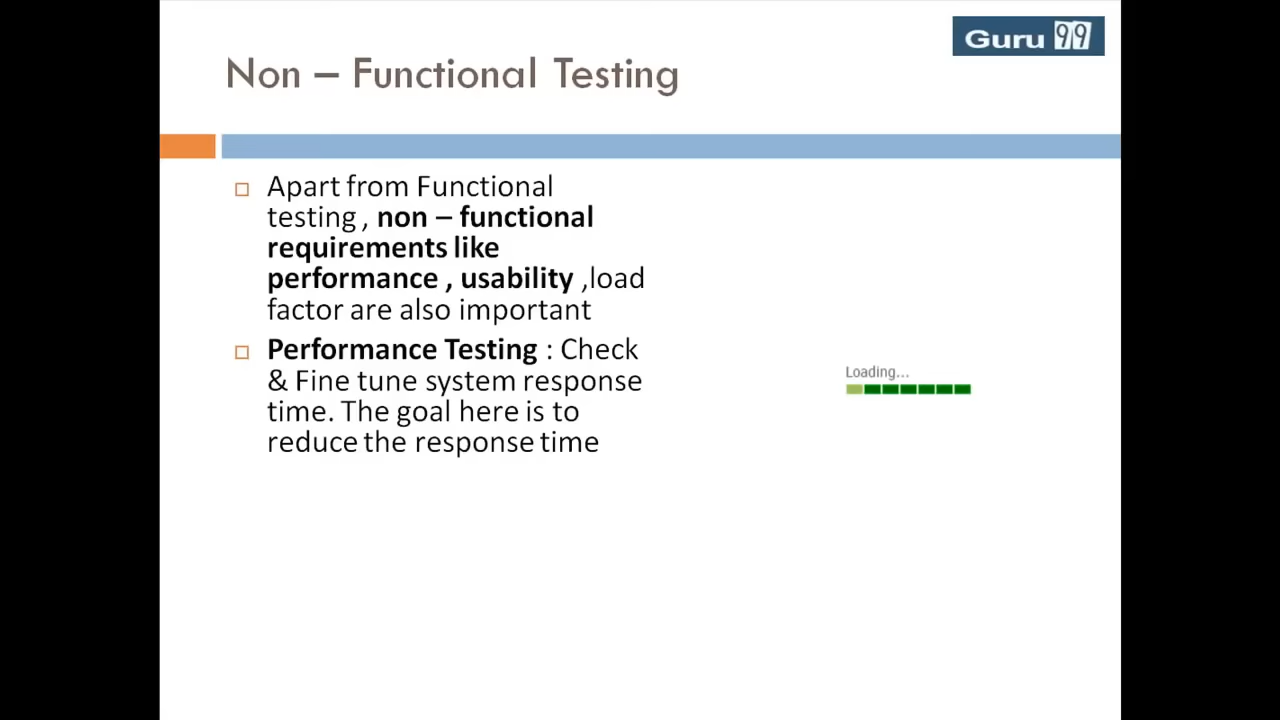 Guru 99
Non – Functional Testing
Apart from Functional
testing , non – functional
requirements like
performance , usability ,load
factor are also important
Performance Testing : Check
& Fine tune system response
time. The goal here is to
reduce the response time
Loading...